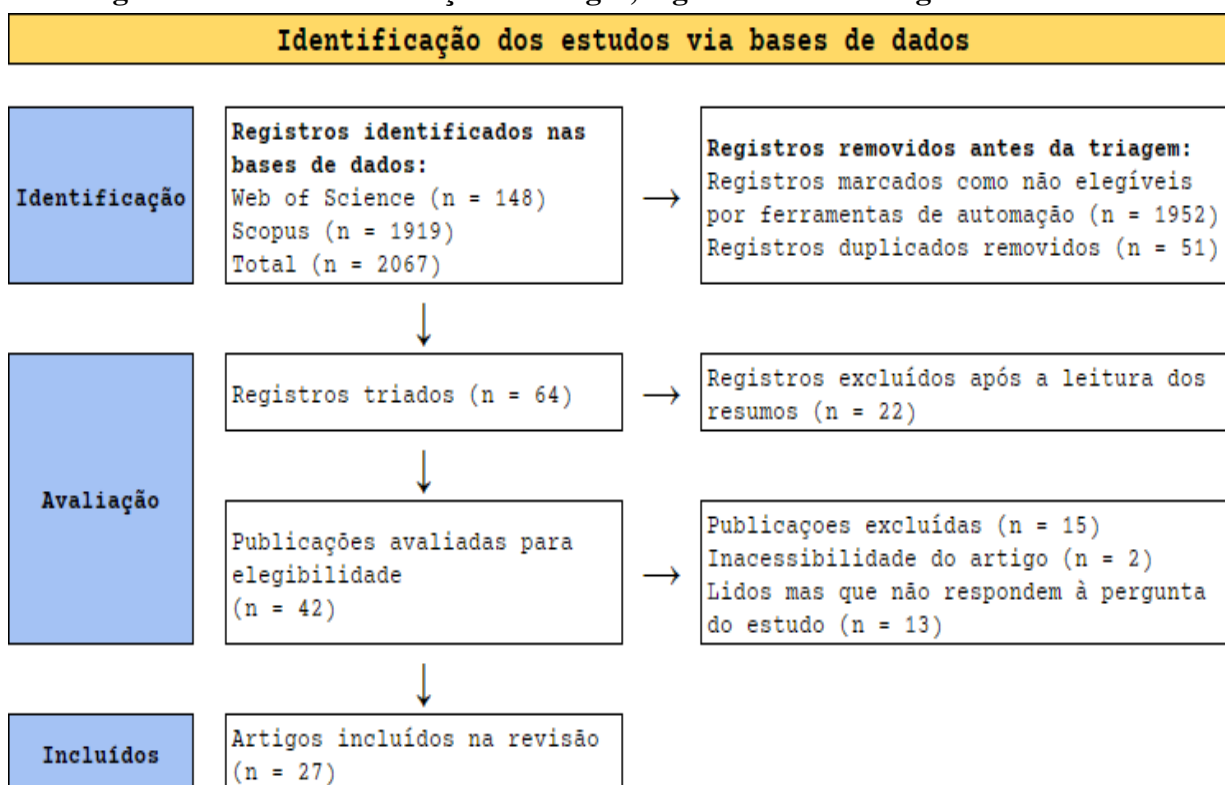 Identificação dos estudos via bases de dados
Identificação
Registros identificados nas
bases de dados:
Web of Science (n = 148)
Scopus (n = 1919)
Total (n = 2067)
→
Registros removidos antes da triagem:
Registros marcados como não elegíveis
por ferramentas de automação (n = 1952)
Registros duplicados removidos (n = 51)
↓
Avaliação
Registros triados (n = 64)
→
Registros excluídos após a leitura dos
resumos (n = 22)
↓
Publicações avaliadas para
elegibilidade
(n = 42)
→
Publicaçoes excluídas (n = 15)
Inacessibilidade do artigo (n = 2)
Lidos mas que não respondem à pergunta
do estudo (n = 13)
↓
Incluídos
Artigos incluídos na revisão
(n = 27)